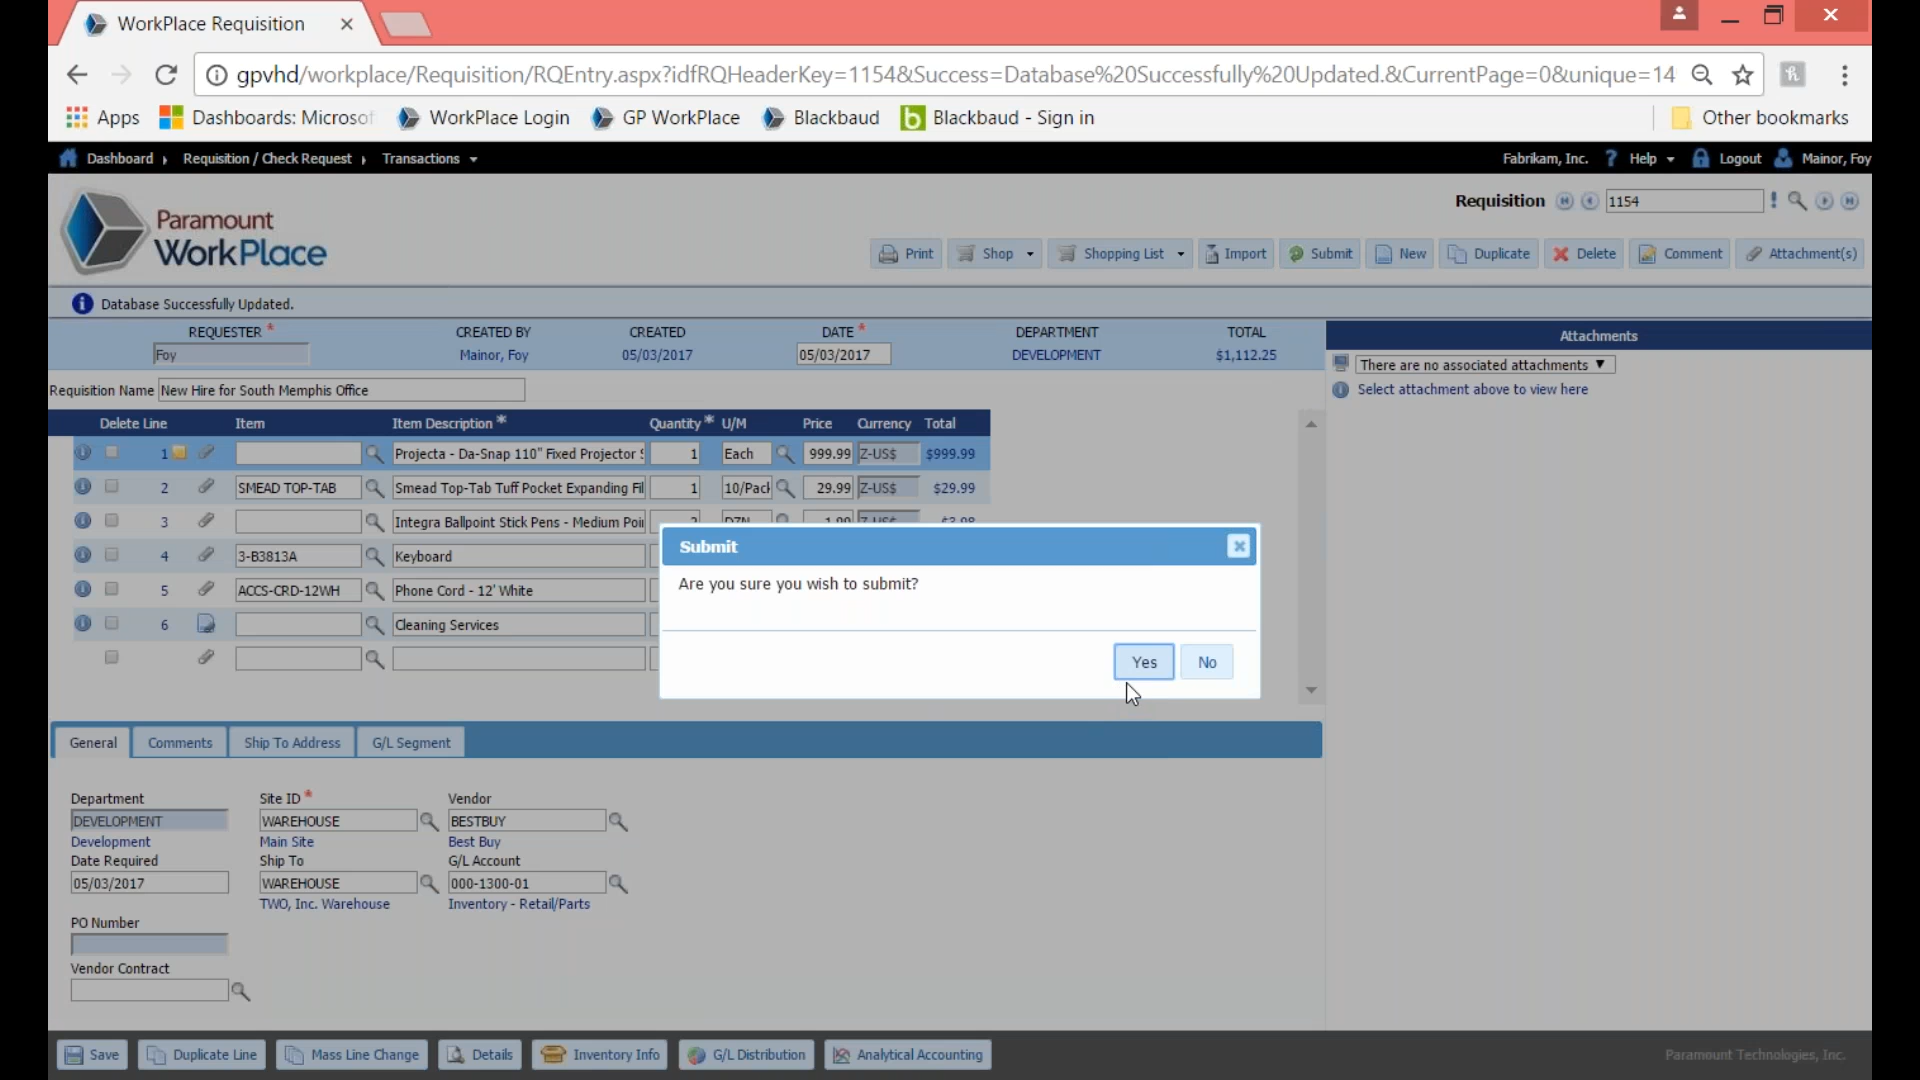 WorkPlace Requisition
gpvhd/workplace/Requisition/RQEntry.aspx?idfRQHeaderKey=1154&Success=Database%20Successfully%20Updated.&CurrentPage=0&unique=14
Apps Dashboards: Microsof WorkPlace Login GP WorkPlace Blackbaud Blackbaud - Sign in Other bookmarks
Dashboard Requisition / Check Request Transactions Fabrikam, Inc. ? Help Logout Mainor, Foy
Requisition 1154 !
Paramount
WorkPlace
Print Shop Shopping List Import Submit New Duplicate Delete Comment Attachment(s)
Database Successfully Updated.
REQUESTER * CREATED BY CREATED DATE * DEPARTMENT TOTAL Attachments
Foy Mainor, Foy 05/03/2017 05/03/2017 DEVELOPMENT $1,112.25
There are no associated attachments
Requisition Name New Hire for South Memphis Office
Select attachment above to view here
Delete Line Item Item Description * Quantity * U/M Price Currency Total
1 Projecta - Da-Snap 110" Fixed Projector S 1 Each 999.99 Z-US$ $999.99
2 SMEAD TOP-TAB Smead Top-Tab Tuff Pocket Expanding Fil 1 10/Pack 29.99 Z-US$ $29.99
3 Integra Ballpoint Stick Pens - Medium Poin
4 3-B3813A Keyboard
5 ACCS-CRD-12WH Phone Cord - 12' White
6 Cleaning Services
Submit
Are you sure you wish to submit?
Yes No
General Comments Ship To Address G/L Segment
Department Site ID * Vendor
DEVELOPMENT WAREHOUSE BESTBUY
Development Main Site Best Buy
Date Required Ship To G/L Account
05/03/2017 WAREHOUSE 000-1300-01
TWO, Inc. Warehouse Inventory - Retail/Parts
PO Number
Vendor Contract
Save Duplicate Line Mass Line Change Details Inventory Info G/L Distribution Analytical Accounting Paramount Technologies, Inc.